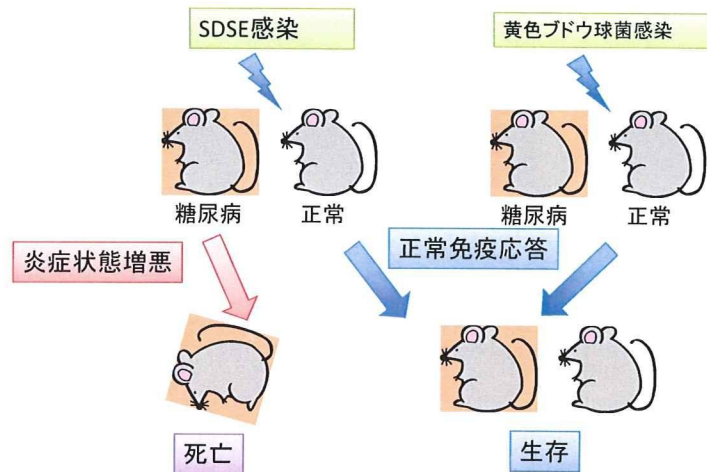 SDSE感染
黄色ブドウ球菌感染
糖尿病
正常
糖尿病
正常
炎症状態増悪
正常免疫応答
死亡
生存